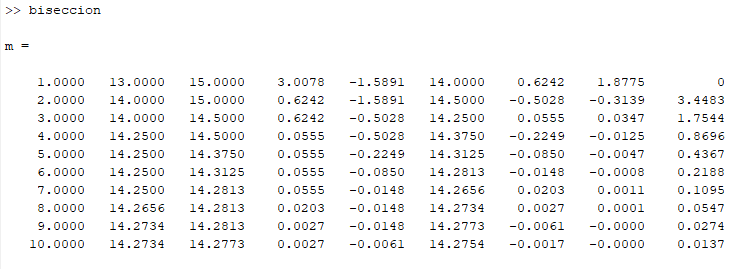 >> biseccion
m =
1.0000 13.0000 15.0000 3.0078 -1.5891 14.0000 0.6242 1.8775 0
2.0000 14.0000 15.0000 0.6242 -1.5891 14.5000 -0.5028 -0.3139 3.4483
3.0000 14.0000 14.5000 0.6242 -0.5028 14.2500 0.0555 0.0347 1.7544
4.0000 14.2500 14.5000 0.0555 -0.5028 14.3750 -0.2249 -0.0125 0.8696
5.0000 14.2500 14.3750 0.0555 -0.2249 14.3125 -0.0850 -0.0047 0.4367
6.0000 14.2500 14.3125 0.0555 -0.0850 14.2813 -0.0148 -0.0008 0.2188
7.0000 14.2500 14.2813 0.0555 -0.0148 14.2656 0.0203 0.0011 0.1095
8.0000 14.2656 14.2813 0.0203 -0.0148 14.2734 0.0027 0.0001 0.0547
9.0000 14.2734 14.2813 0.0027 -0.0148 14.2773 -0.0061 -0.0000 0.0274
10.0000 14.2734 14.2773 0.0027 -0.0061 14.2754 -0.0017 -0.0000 0.0137